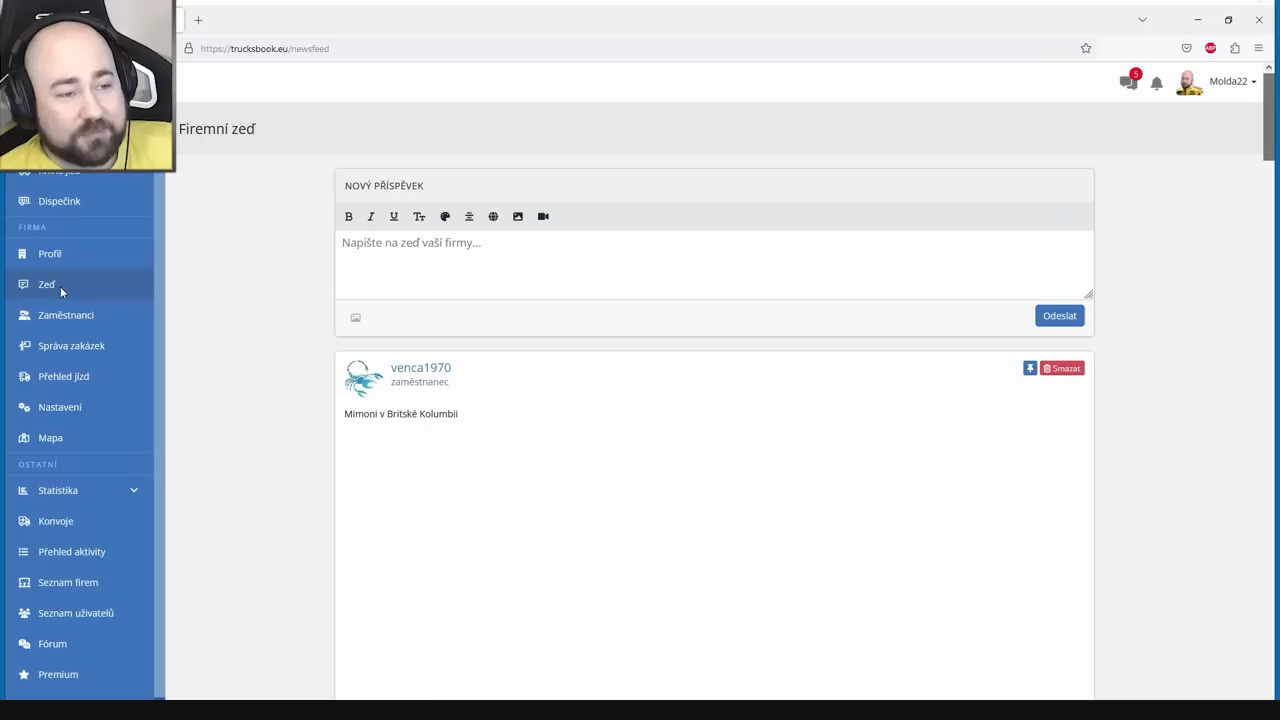 https://trucksbook.eu/newsfeed
5
Molda22
Firemní zeď
Dispečink
FIRMA
Profil
Zeď
Zaměstnanci
Správa zakázek
Přehled jízd
Nastavení
Mapa
OSTATNÍ
Statistika
Konvoje
Přehled aktivity
Seznam firem
Seznam uživatelů
Fórum
Premium
NOVÝ PŘÍSPĚVEK
Napište na zeď vaší firmy...
Odeslat
venca1970
zaměstnanec
Smazat
Mimoni v Britské Kolumbii